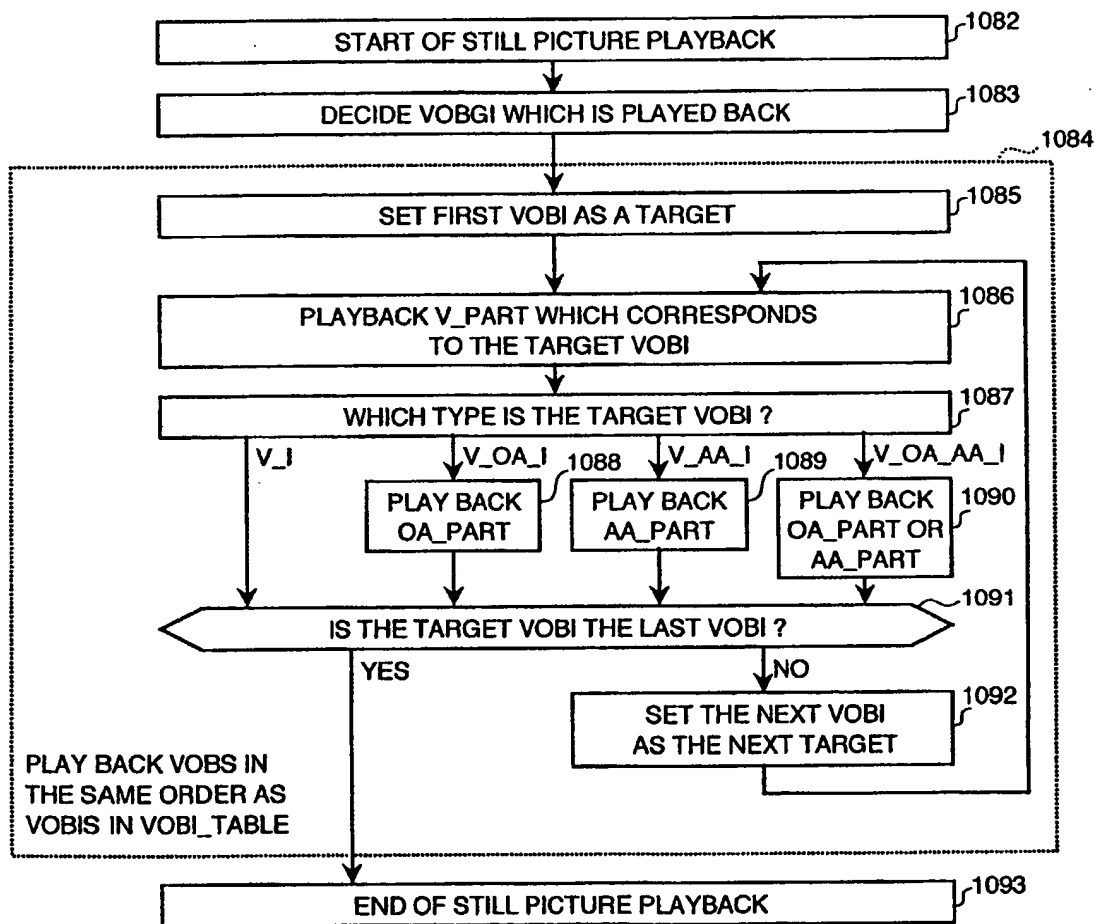 1082
START OF STILL PICTURE PLAYBACK
1083
DECIDE VOBGI WHICH IS PLAYED BACK
1084
1085
SET FIRST VOBI AS A TARGET
1086
PLAYBACK V_PART WHICH CORRESPONDS
TO THE TARGET VOBI
1087
WHICH TYPE IS THE TARGET VOBI ?
V_I
V_OA_I
V_AA_I
V_OA_AA_I
1088
PLAY BACK
OA_PART
1089
PLAY BACK
AA_PART
1090
PLAY BACK
OA_PART OR
AA_PART
1091
IS THE TARGET VOBI THE LAST VOBI ?
YES
NO
1092
SET THE NEXT VOBI
AS THE NEXT TARGET
PLAY BACK VOBS IN
THE SAME ORDER AS
VOBIS IN VOBI_TABLE
1093
END OF STILL PICTURE PLAYBACK